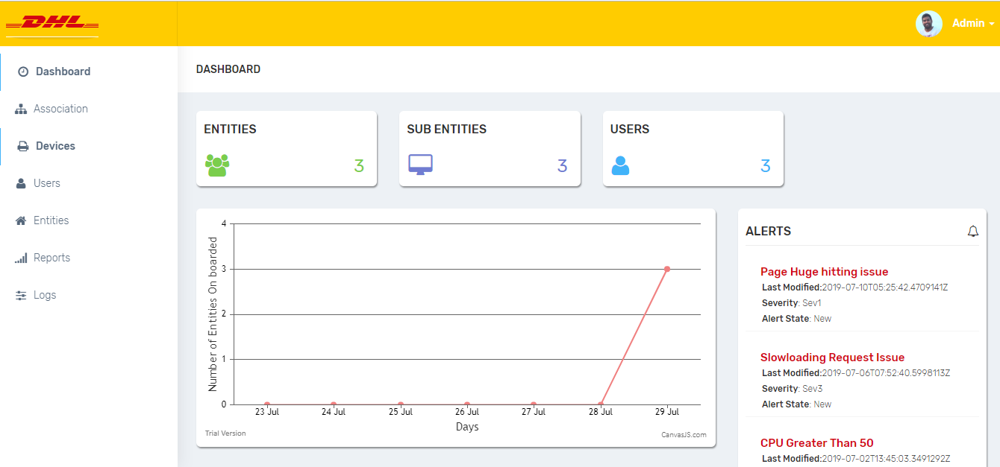 DHL
Admin
Dashboard
Association
Devices
Users
Entities
Reports
Logs
DASHBOARD
ENTITIES
3
SUB ENTITIES
3
USERS
3
Number of Entities On boarded
4
3
2
1
0
23 Jul 24 Jul 25 Jul 26 Jul 27 Jul 28 Jul 29 Jul
Days
Trial Version
CanvasJS.com
ALERTS
Page Huge hitting issue
Last Modified:2019-07-10T05:25:42.4709141Z
Severity: Sev1
Alert State: New
Slowloading Request Issue
Last Modified:2019-07-06T07:52:40.5998113Z
Severity: Sev3
Alert State: New
CPU Greater Than 50
Last Modified:2019-07-02T13:45:03.3491292Z